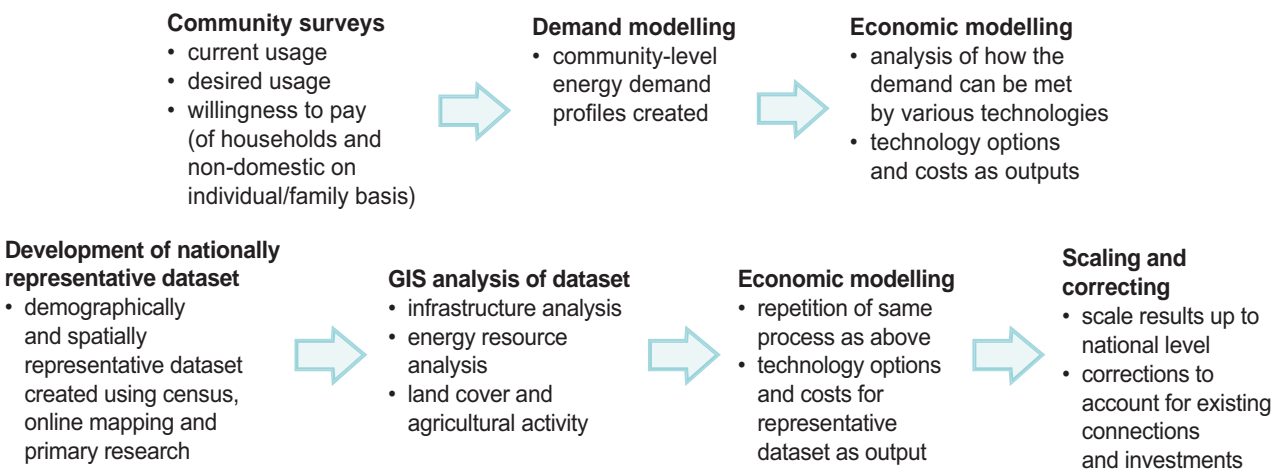 Community surveys
• current usage
• desired usage
• willingness to pay
(of households and
non-domestic on
individual/family basis)
Demand modelling
• community-level
energy demand
profiles created
Economic modelling
• analysis of how the
demand can be met
by various technologies
• technology options
and costs as outputs
Development of nationally
representative dataset
• demographically
and spatially
representative dataset
created using census,
online mapping and
primary research
GIS analysis of dataset
• infrastructure analysis
• energy resource
analysis
• land cover and
agricultural activity
Economic modelling
• repetition of same
process as above
• technology options
and costs for
representative
dataset as output
Scaling and
correcting
• scale results up to
national level
• corrections to
account for existing
connections
and investments